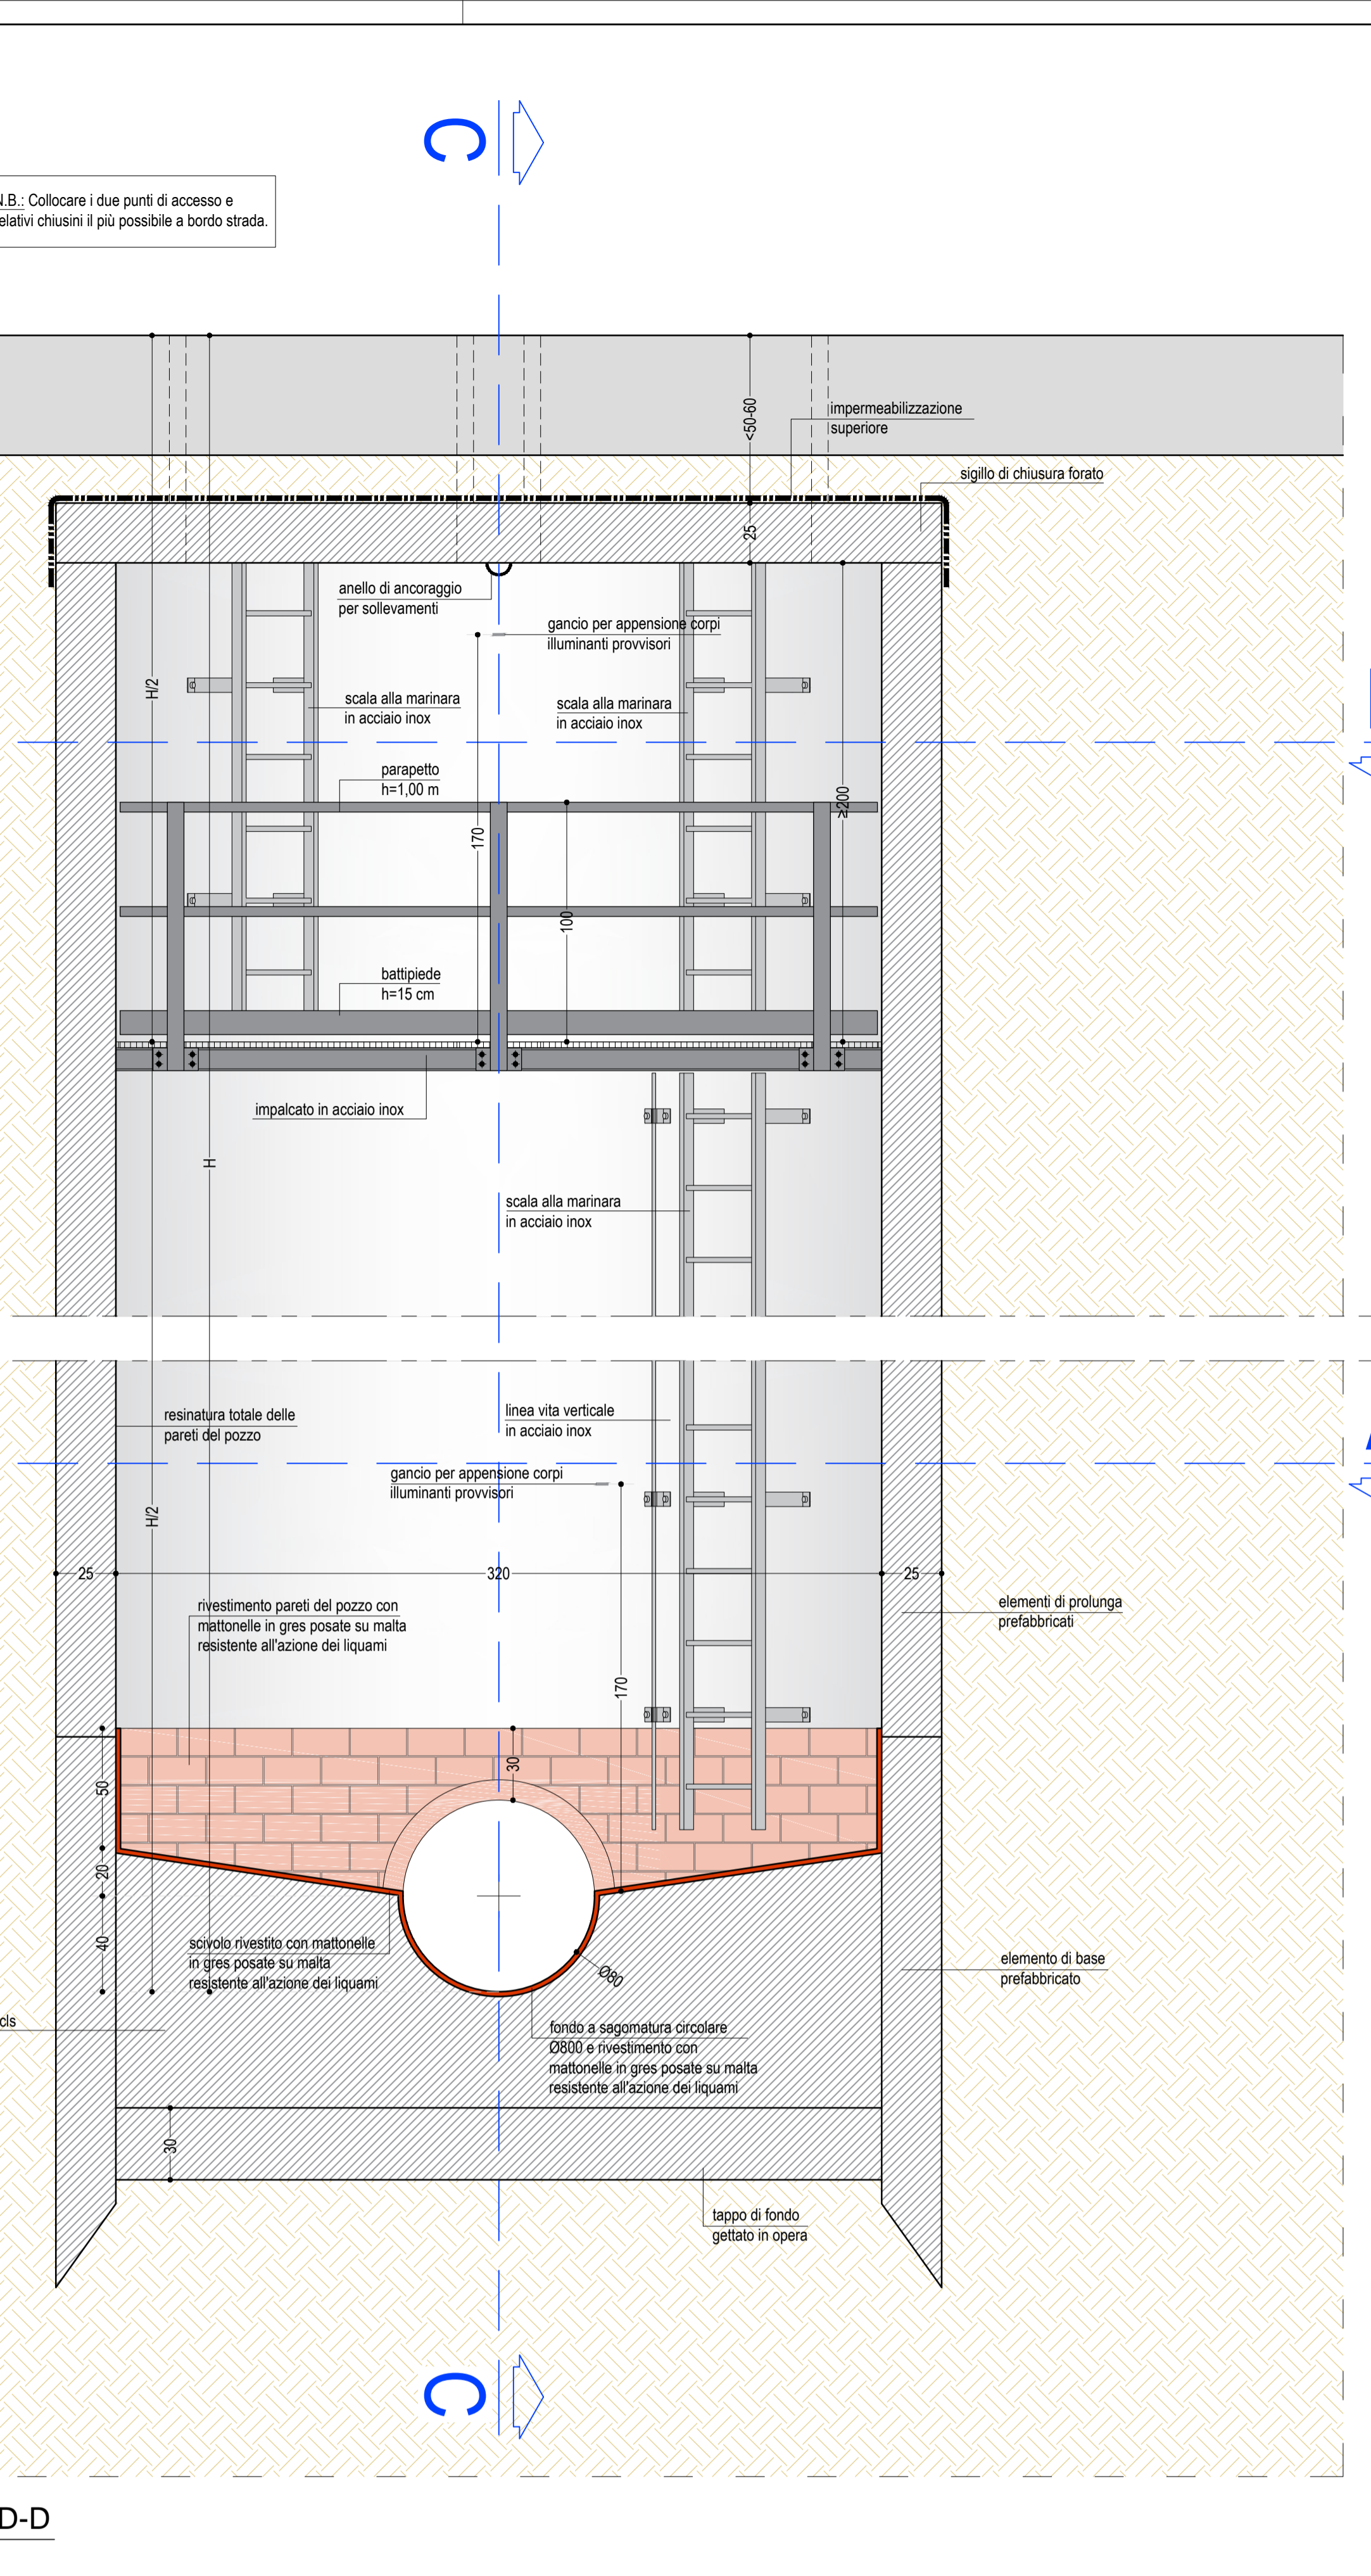 C
N.B.: Collocare i due punti di accesso e
relativi chiusini il più possibile a bordo strada.
<50-60
impermeabilizzazione
superiore
sigillo di chiusura forato
25
anello di ancoraggio
per sollevamenti
gancio per appensione corpi
illuminanti provvisori
H/2
scala alla marinara
in acciaio inox
scala alla marinara
in acciaio inox
parapetto
h=1,00 m
170
≥200
100
battipiede
h=15 cm
impalcato in acciaio inox
H
scala alla marinara
in acciaio inox
linea vita verticale
in acciaio inox
resinatura totale delle
pareti del pozzo
gancio per appensione corpi
illuminanti provvisori
H/2
25
320
25
rivestimento pareti del pozzo con
mattonelle in gres posate su malta
resistente all'azione dei liquami
elementi di prolunga
prefabbricati
170
30
50
20
40
scivolo rivestito con mattonelle
in gres posate su malta
resistente all'azione dei liquami
Ø80
elemento di base
prefabbricato
cls
fondo a sagomatura circolare
Ø800 e rivestimento con
mattonelle in gres posate su malta
resistente all'azione dei liquami
30
tappo di fondo
gettato in opera
C
D-D